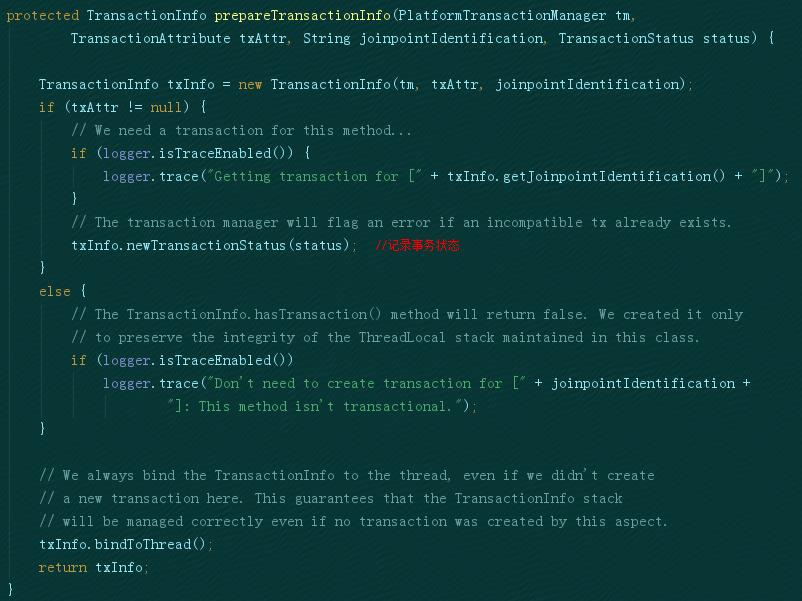 protected TransactionInfo prepareTransactionInfo(PlatformTransactionManager tm,
        TransactionAttribute txAttr, String joinpointIdentification, TransactionStatus status) {

    TransactionInfo txInfo = new TransactionInfo(tm, txAttr, joinpointIdentification);
    if (txAttr != null) {
        // We need a transaction for this method...
        if (logger.isTraceEnabled()) {
            logger.trace("Getting transaction for [" + txInfo.getJoinpointIdentification() + "]");
        }
        // The transaction manager will flag an error if an incompatible tx already exists.
        txInfo.newTransactionStatus(status);  //记录事务状态
    }
    else {
        // The TransactionInfo.hasTransaction() method will return false. We created it only
        // to preserve the integrity of the ThreadLocal stack maintained in this class.
        if (logger.isTraceEnabled())
            logger.trace("Don't need to create transaction for [" + joinpointIdentification +
                    "]: This method isn't transactional.");
    }

    // We always bind the TransactionInfo to the thread, even if we didn't create
    // a new transaction here. This guarantees that the TransactionInfo stack
    // will be managed correctly even if no transaction was created by this aspect.
    txInfo.bindToThread();
    return txInfo;
}